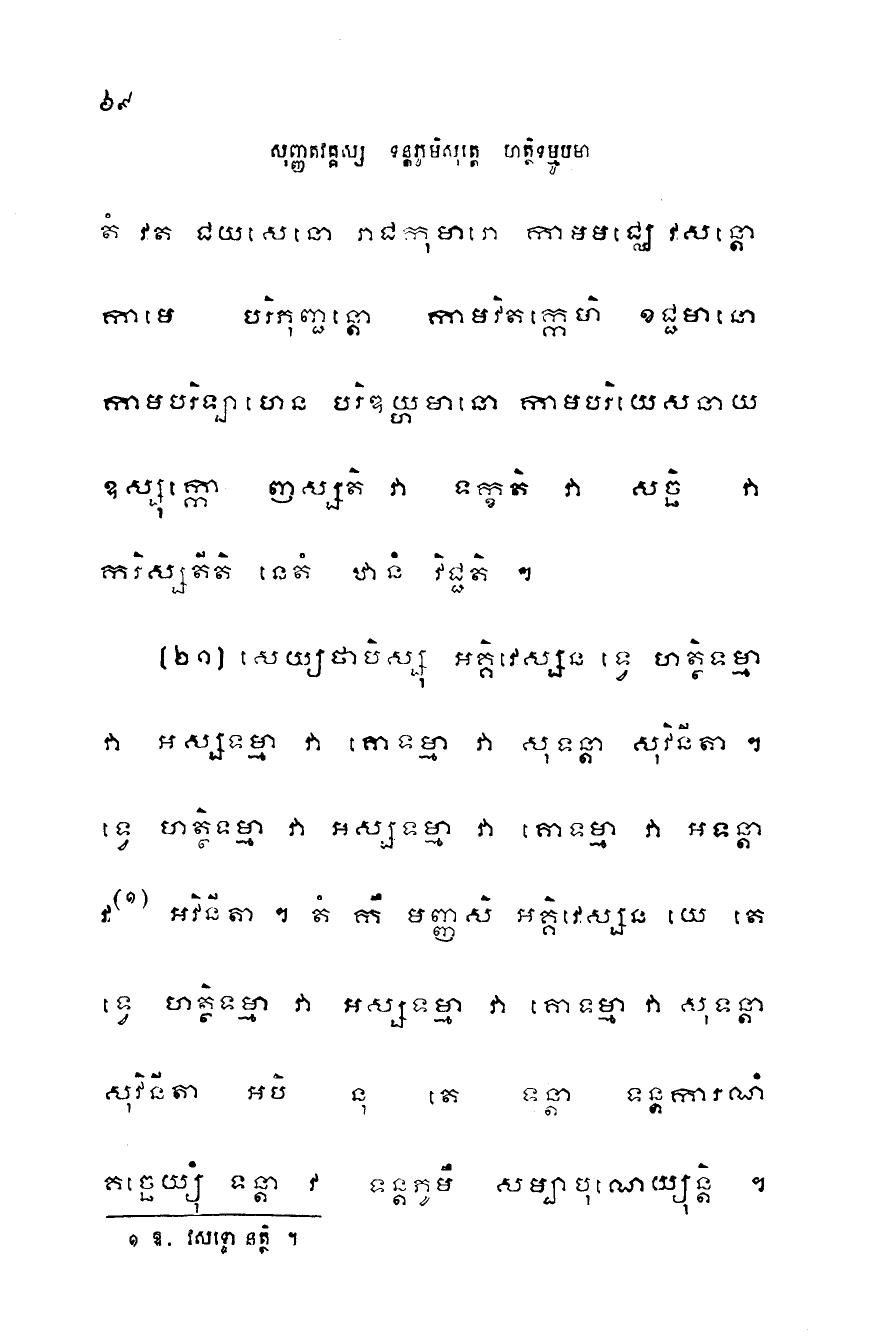 ៦៩
សុញ្ញតវគ្គស្ស ទន្តភូមិសុត្តេ ហត្ថិទម្មូបមា
តំ វត ជយសេនោ រាជកុមារោ កាមមជ្ឈេ វសន្តោ
កាមេ បរិភុញ្ជន្តោ កាមវិតក្កេហិ ខជ្ជមានោ
កាមបរិឡាហេន បរិឌយ្ហមានោ កាមបរិយេសនាយ
ឧស្សុក្កោ ញស្សតិ វា ទក្ខតិ វា សច្ឆិ វា
ករិស្សតីតិ នេតំ ឋានំ វិជ្ជតិ ។
(២១) សេយ្យថាបិស្សុ អគ្គិវេស្សន ទ្វេ ហត្ថិទម្មា
វា អស្សទម្មា វា គោទម្មា វា សុទន្តា សុវិនីតា ។
ទ្វេ ហត្ថិទម្មា វា អស្សទម្មា វា គោទម្មា វា អទន្តា
វ(១) អវិនីតា ។ តំ កឹ មញ្ញសិ អគ្គិវេស្សន យេ តេ
ទ្វេ ហត្ថិទម្មា វា អស្សទម្មា វា គោទម្មា វា សុទន្តា
សុវិនីតា អបិ នុ តេ ទន្តា ទន្តការណំ
គច្ឆេយ្យុំ ទន្តា វ ទន្តភូមឹ សម្បាបុណេយ្យុន្តិ ។
១ ឱ. វសទ្ទោ នត្ថិ ។